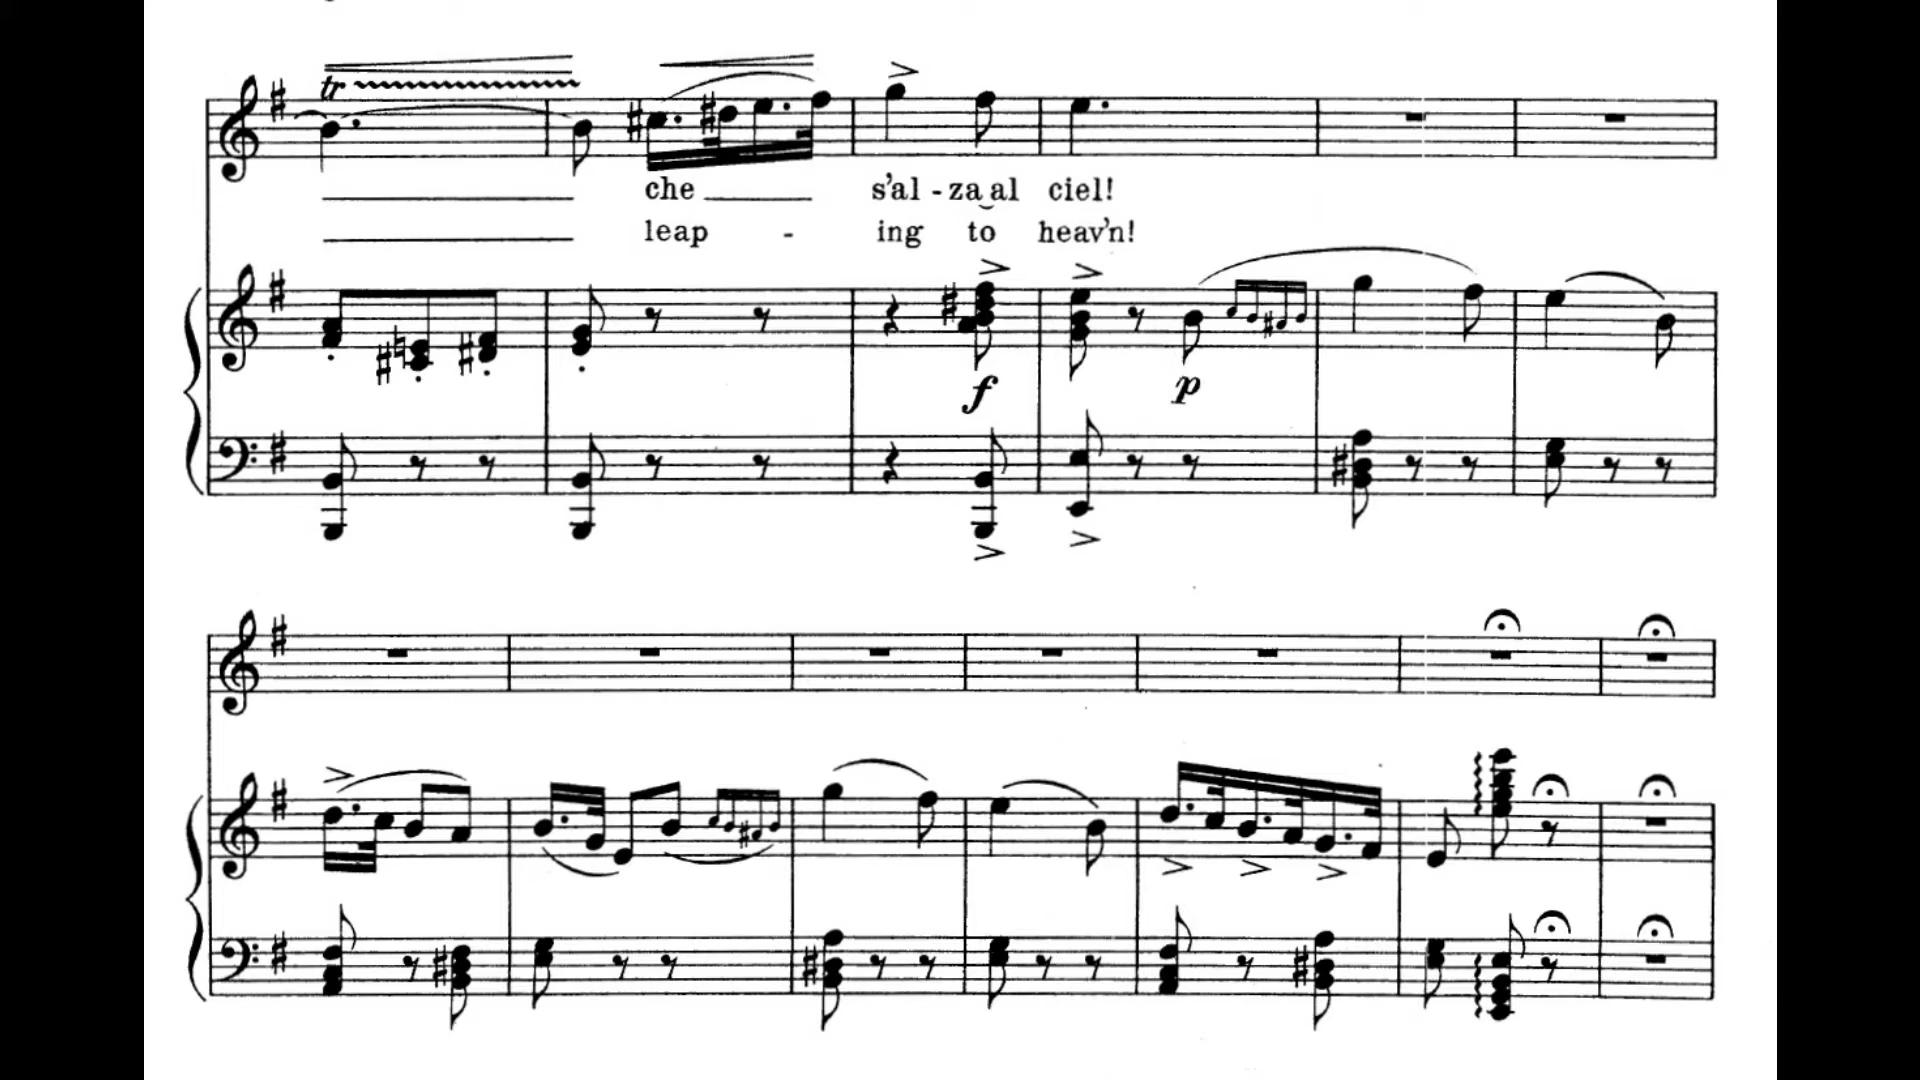 tr
che s'al - za al ciel!
leap - ing to heav'n!
f
p